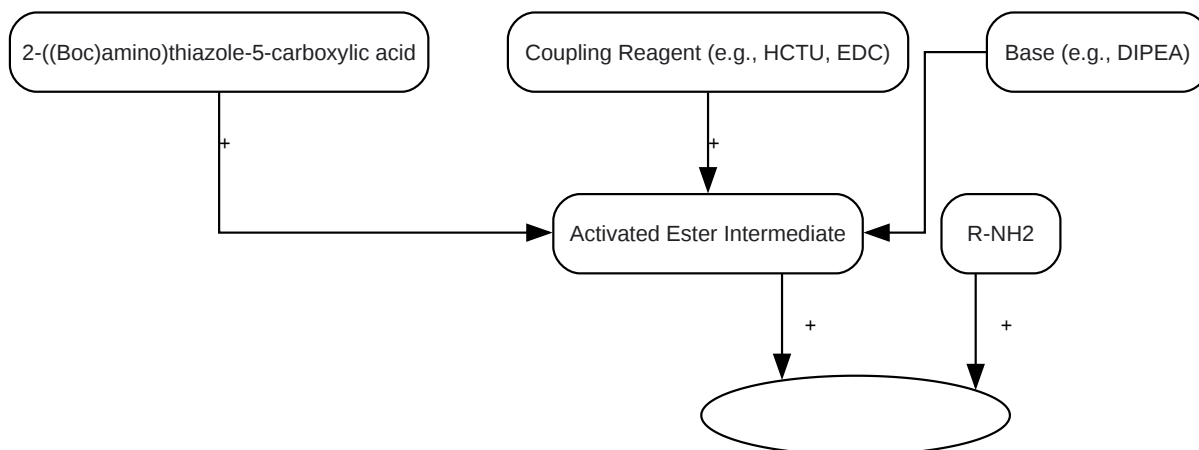 2-((Boc)amino)thiazole-5-carboxylic acid
Coupling Reagent (e.g., HCTU, EDC)
Base (e.g., DIPEA)
+
+
Activated Ester Intermediate
R-NH2
+
+